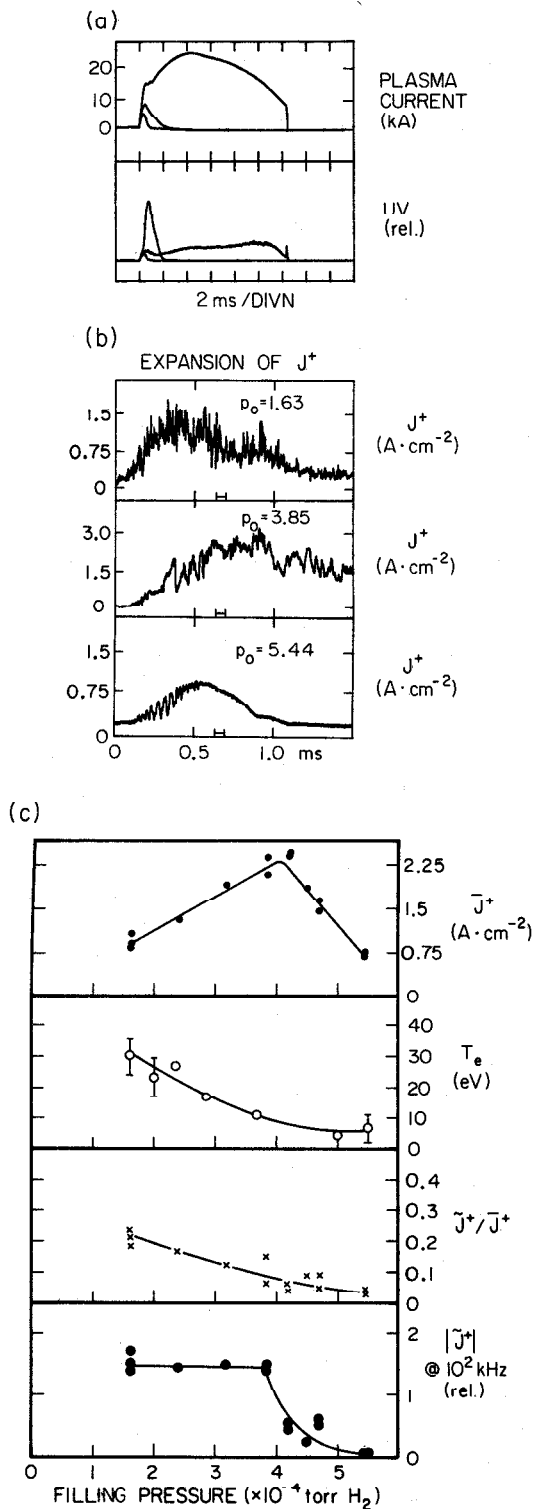 (a)
20
10
0
PLASMA
CURRENT
(kA)
UV
(rel.)
2 ms/DIVN
(b)
EXPANSION OF J⁺
1.5
0.75
0
p₀=1.63
J⁺
(A·cm⁻²)
3.0
1.5
0
p₀=3.85
J⁺
(A·cm⁻²)
1.5
0.75
0
p₀=5.44
J⁺
(A·cm⁻²)
0 0.5 1.0 ms
(c)
2.25
1.5
0.75
0
J̄⁺
(A·cm⁻²)
40
30
20
10
0
Tₑ
(eV)
0.4
0.3
0.2
0.1
0
J̃⁺/J̄⁺
2
1
0
|J̃⁺|
@ 10² kHz
(rel.)
0 1 2 3 4 5
FILLING PRESSURE (×10⁻⁴ torr H₂)